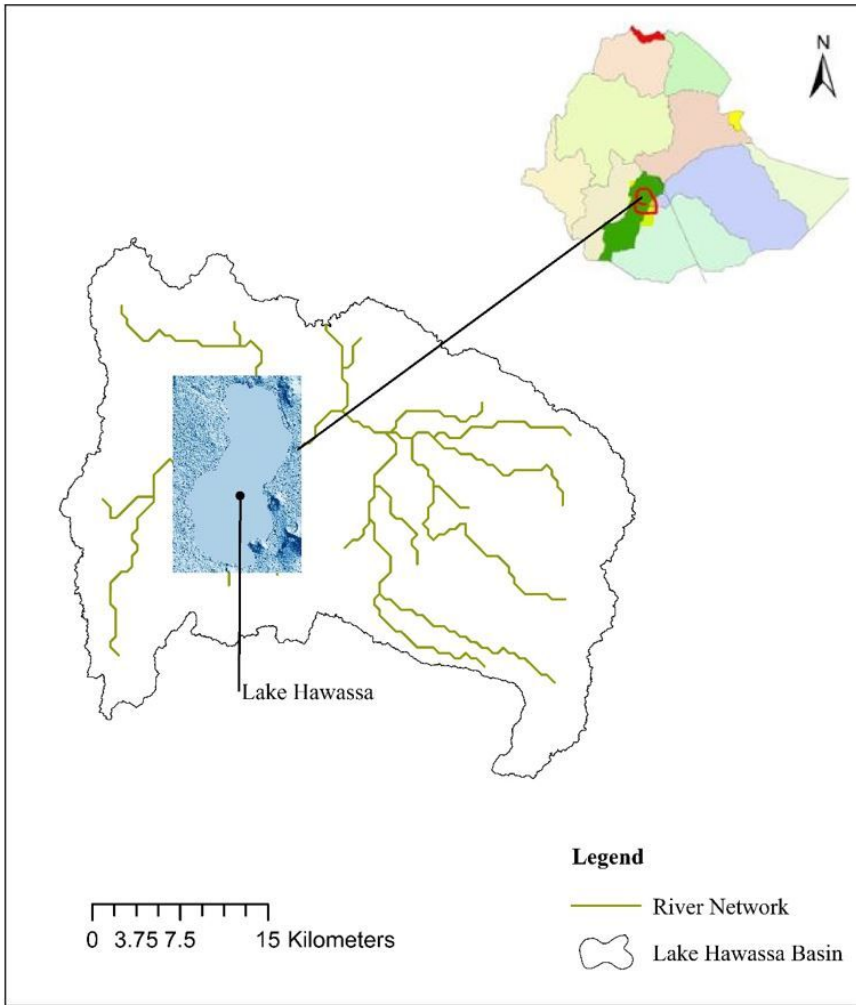 N
Lake Hawassa
Legend
River Network
Lake Hawassa Basin
0 3.75 7.5 15 Kilometers